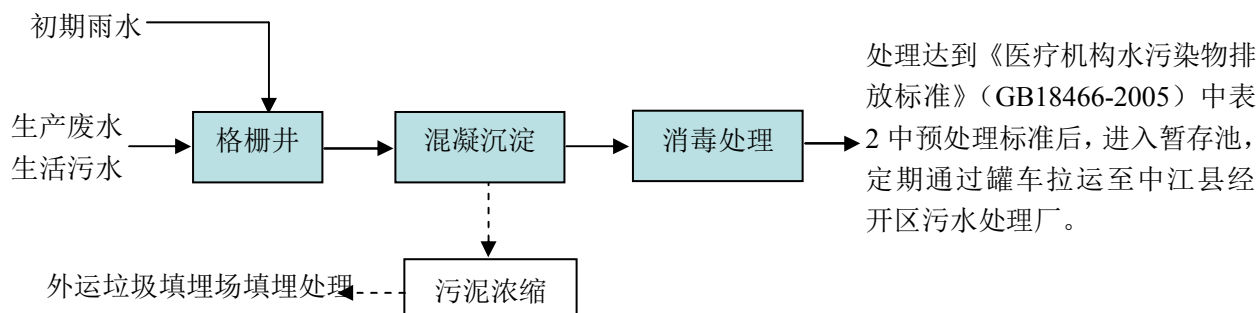 初期雨水
生产废水
生活污水
格栅井
混凝沉淀
消毒处理
处理达到《医疗机构水污染物排
放标准》（GB18466-2005）中表
2 中预处理标准后，进入暂存池，
定期通过罐车拉运至中江县经
开区污水处理厂。
外运垃圾填埋场填埋处理
污泥浓缩